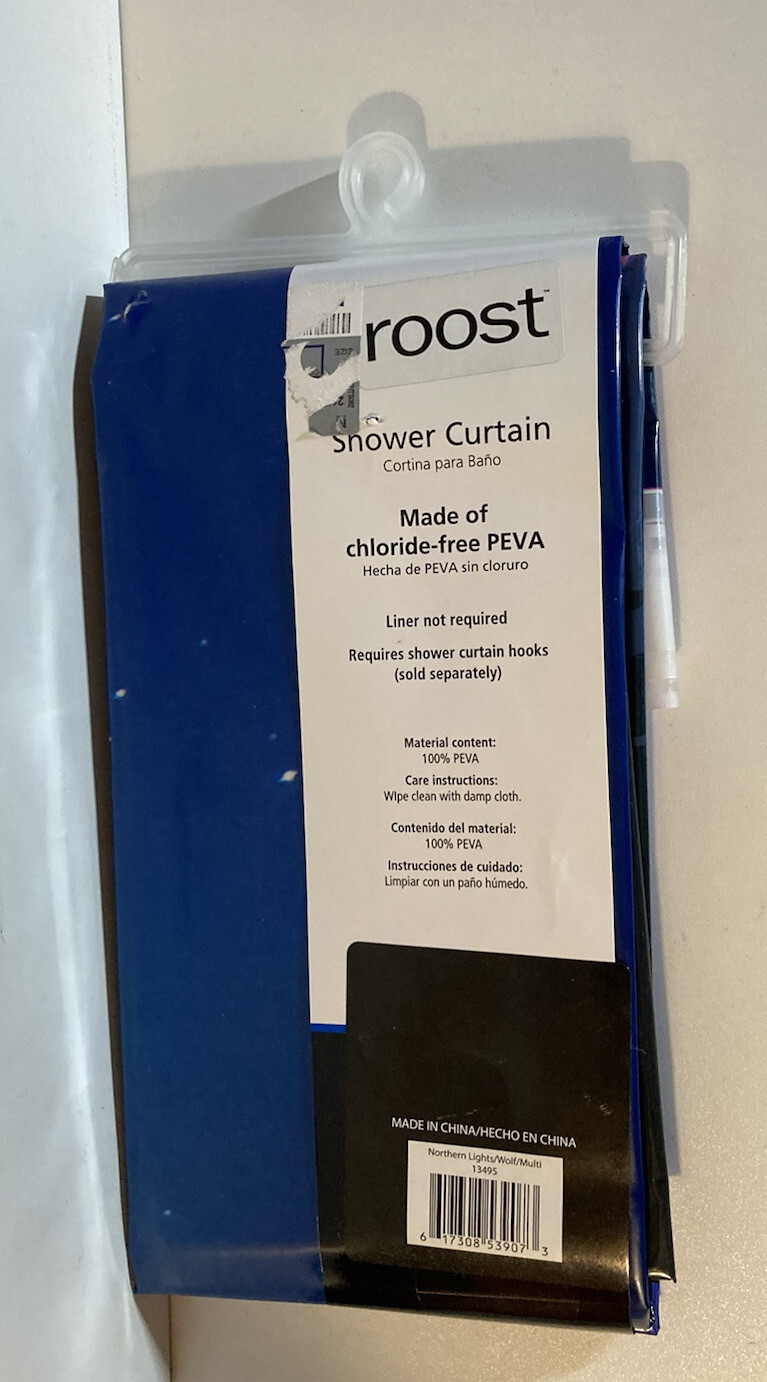 roost™
Shower Curtain
Cortina para Baño
Made of
chloride-free PEVA
Hecha de PEVA sin cloruro
Liner not required
Requires shower curtain hooks
(sold separately)
Material content:
100% PEVA
Care instructions:
Wipe clean with damp cloth.
Contenido del material:
100% PEVA
Instrucciones de cuidado:
Limpiar con un paño húmedo.
MADE IN CHINA/HECHO EN CHINA
Northern Lights/Wolf/Multi
13495
6 17308 53907 3